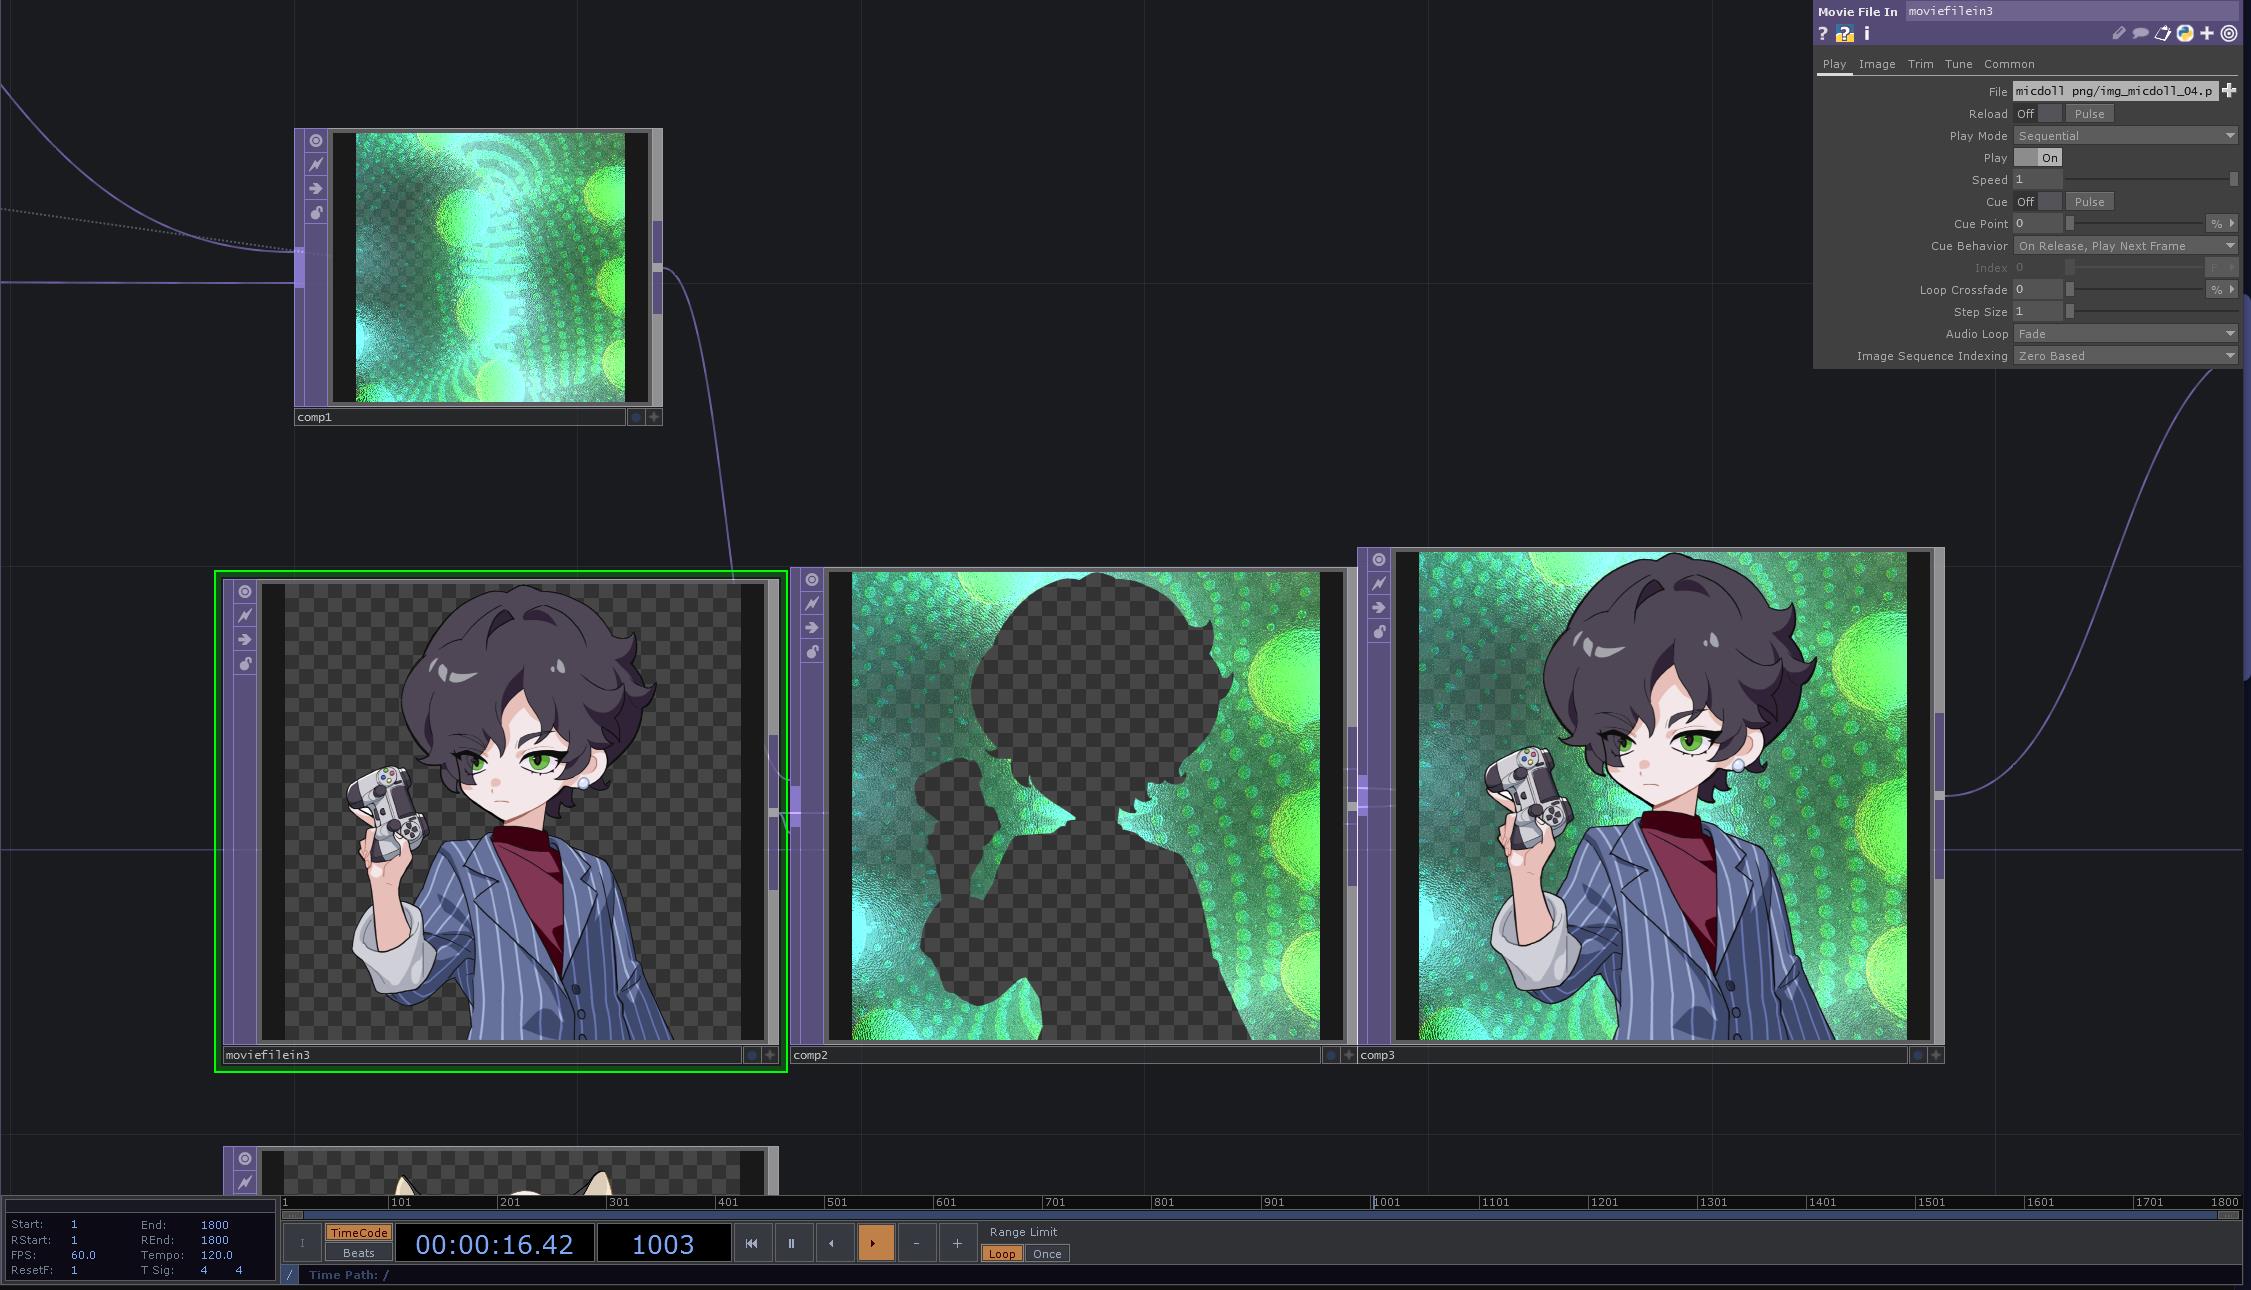 Movie File In moviefilein3
? ? i
Play Image Trim Tune Common
File micdoll png/img_micdoll_04.p
Reload Off Pulse
Play Mode Sequential
Play On
Speed 1
Cue Off Pulse
Cue Point 0 %
Cue Behavior On Release, Play Next Frame
Index 0 F
Loop Crossfade 0 %
Step Size 1
Audio Loop Fade
Image Sequence Indexing Zero Based
comp1
moviefilein3
comp2
comp3
1 101 201 301 401 501 601 701 801 901 1001 1101 1201 1301 1401 1501 1601 1701 1800
Start: 1 End: 1800
RStart: 1 REnd: 1800
FPS: 60.0 Tempo: 120.0
ResetF: 1 T Sig: 4 4
I
TimeCode
Beats
00:00:16.42
1003
- +
Range Limit
Loop Once
/ Time Path: /